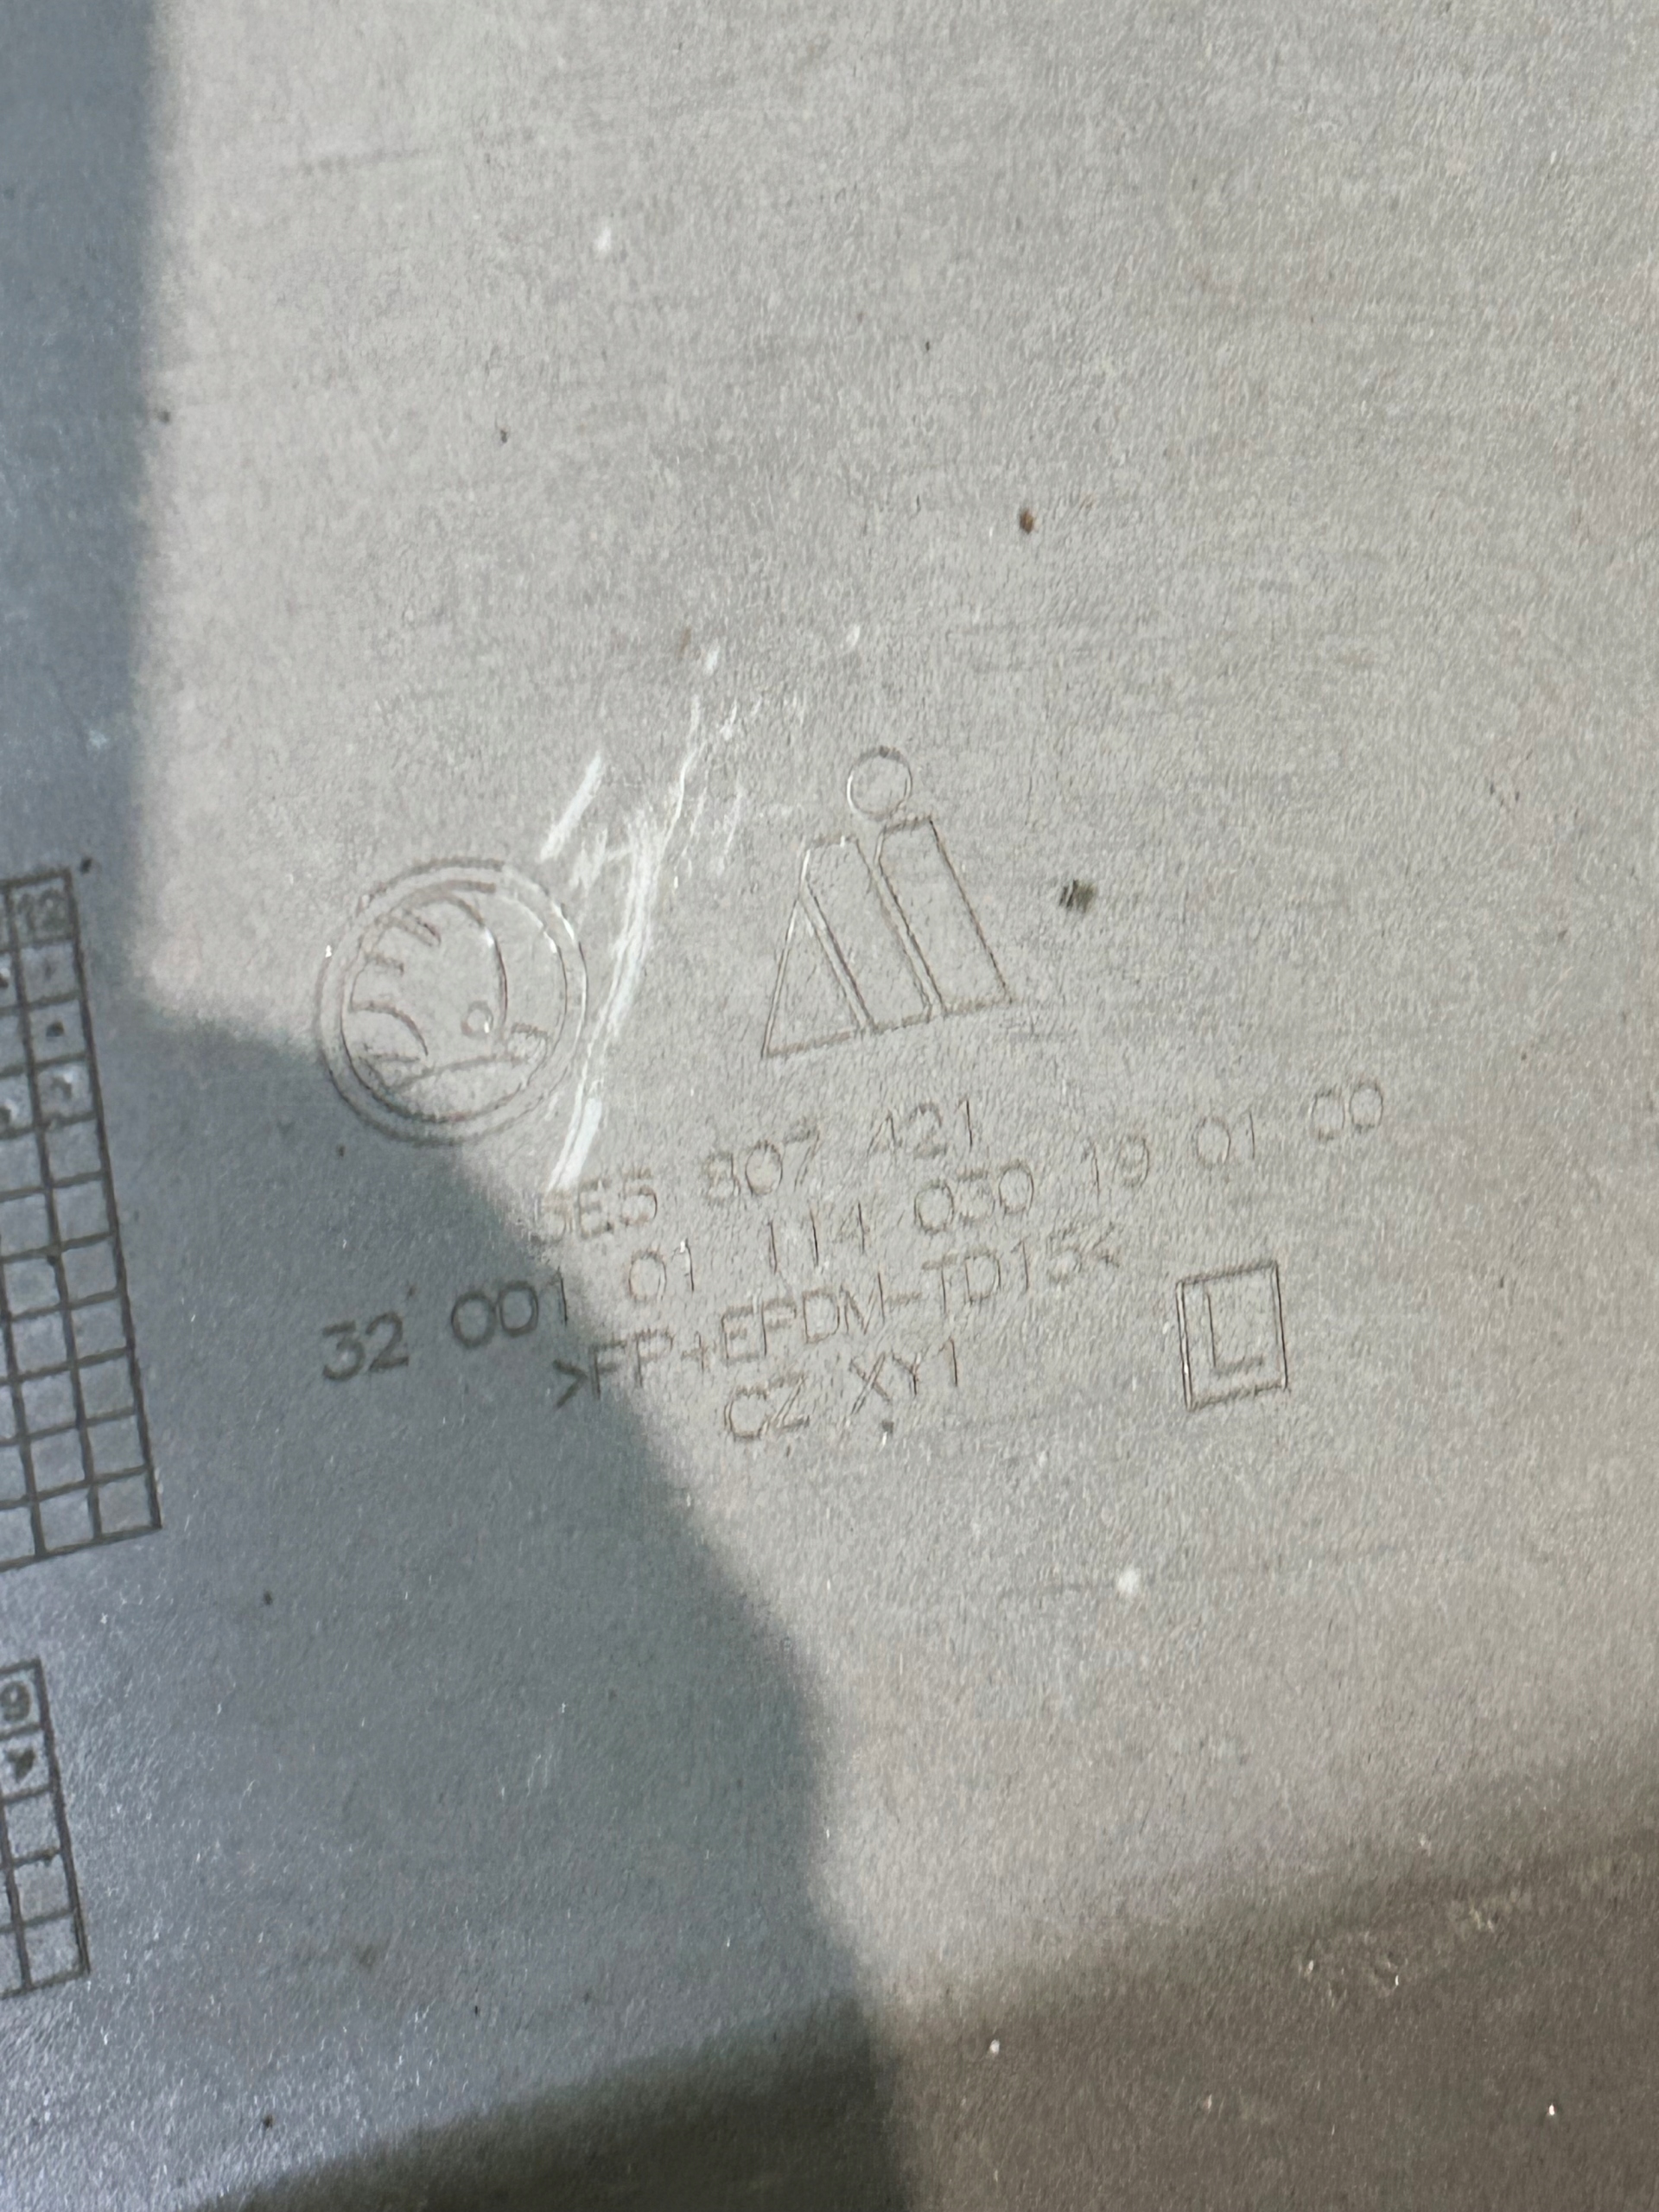 5E5 807 421
32 001 01 114 030 19 01 00
>PP+EPDM-TD15<
CZ XY1
L